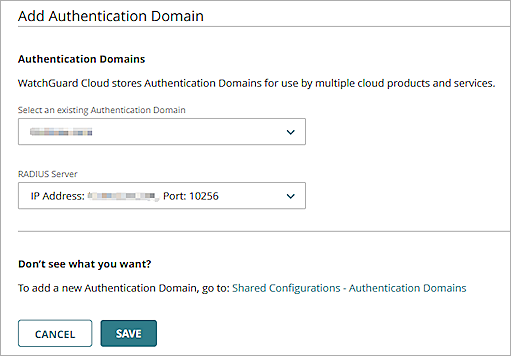 Add Authentication Domain
Authentication Domains
WatchGuard Cloud stores Authentication Domains for use by multiple cloud products and services.
Select an existing Authentication Domain
RADIUS Server
IP Address: , Port: 10256
Don't see what you want?
To add a new Authentication Domain, go to: Shared Configurations - Authentication Domains
CANCEL SAVE